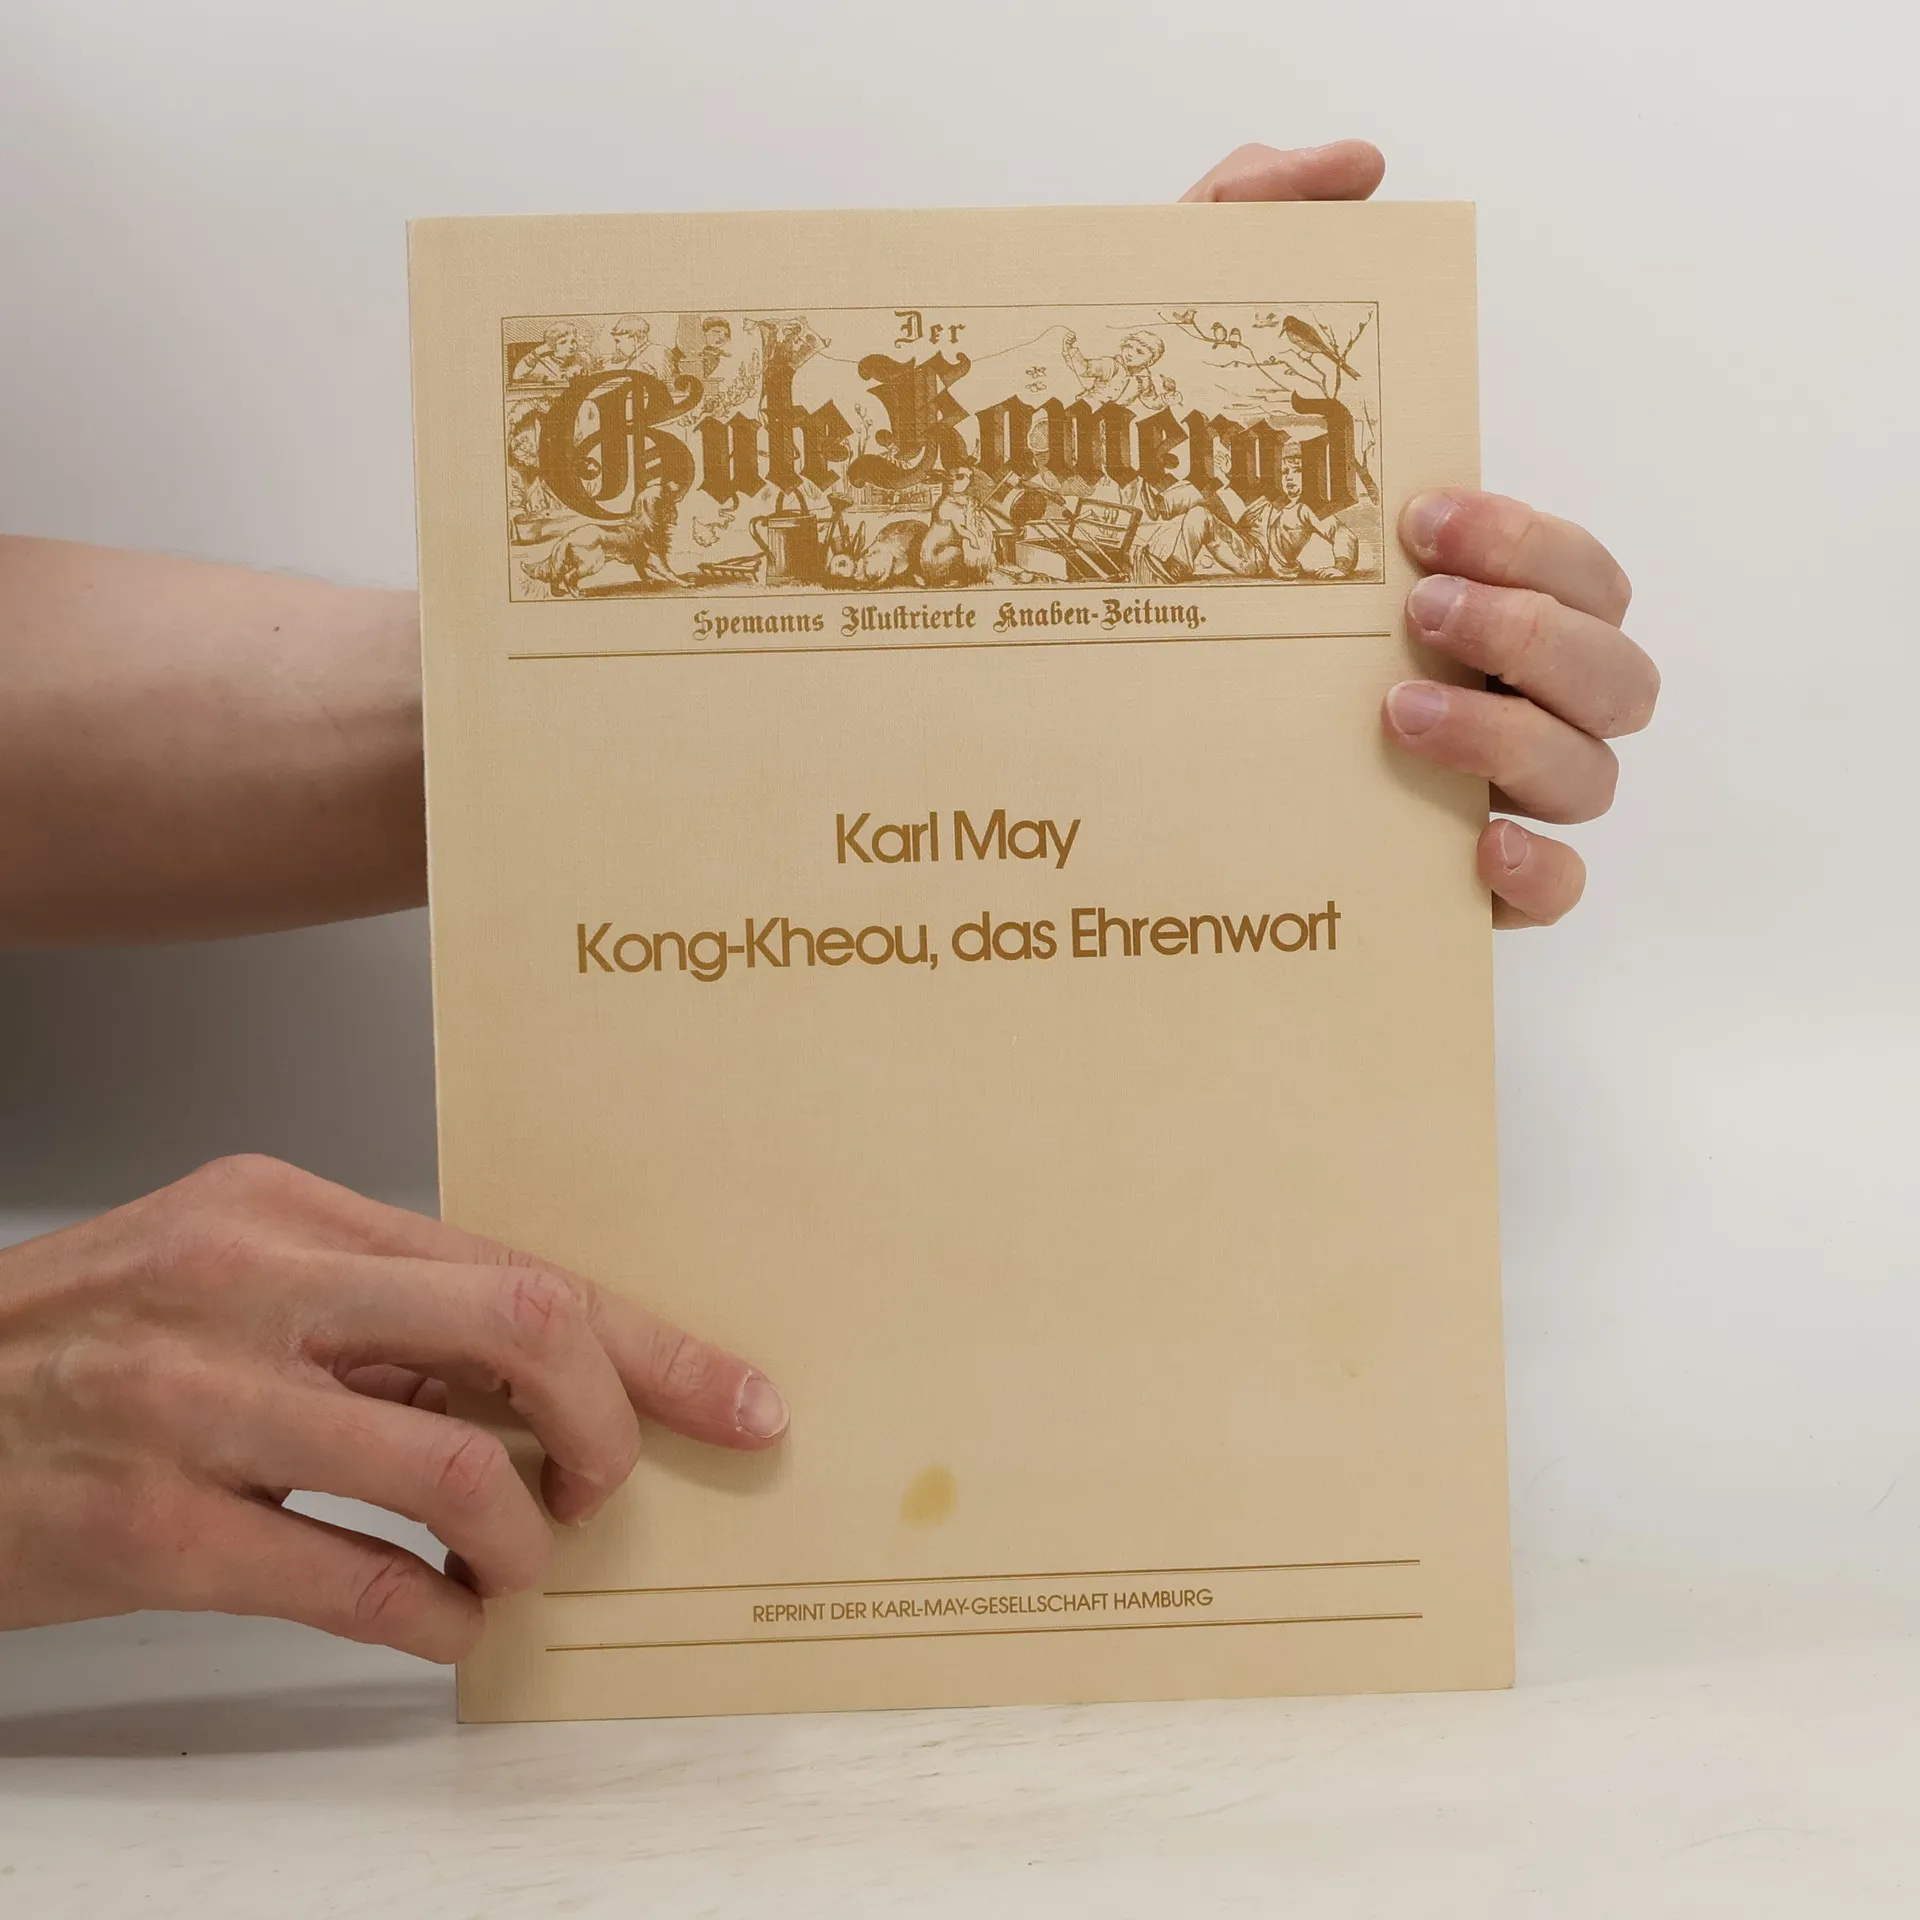 Der
Gute Kamerad
Spemanns Illustrierte Knaben-Zeitung.
Karl May
Kong-Kheou, das Ehrenwort
REPRINT DER KARL-MAY-GESELLSCHAFT HAMBURG